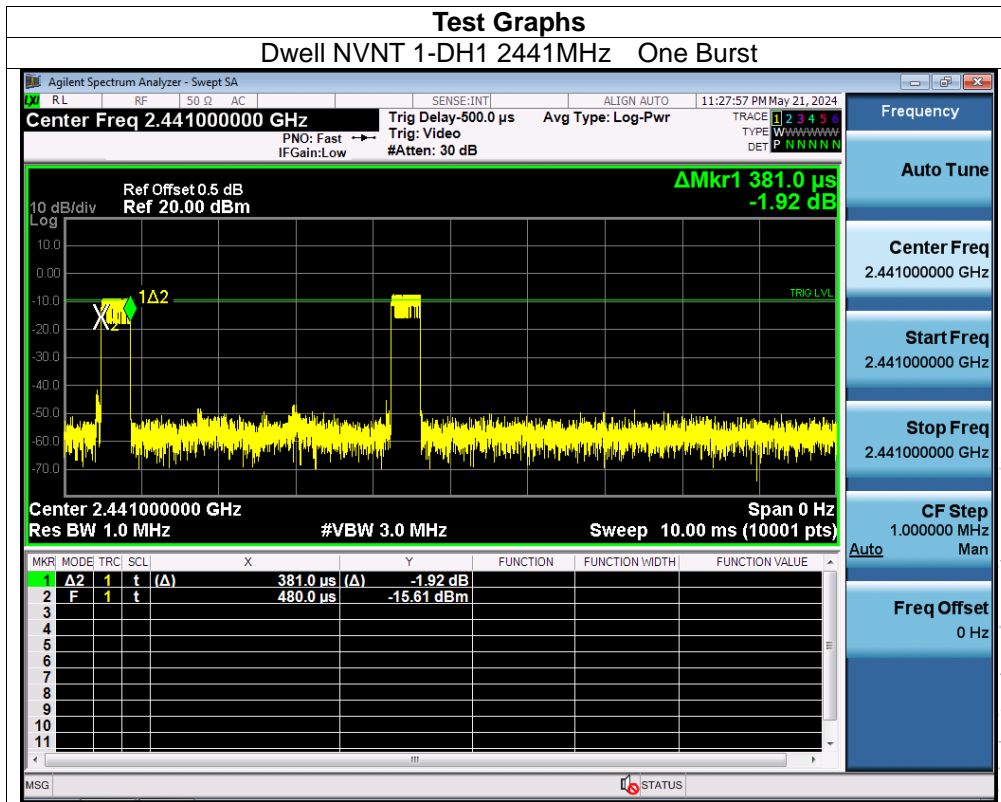 Test Graphs
Dwell NVNT 1-DH1 2441MHz One Burst
Agilent Spectrum Analyzer - Swept SA
LXI RL RF 50 Ω AC SENSE:INT ALIGN AUTO 11:27:57 PM May 21, 2024
Center Freq 2.441000000 GHz
PNO: Fast
IFGain:Low
Trig Delay-500.0 µs
Trig: Video
#Atten: 30 dB
Avg Type: Log-Pwr
TRACE 1 2 3 4 5 6
TYPE WWWWWW
DET P N N N N N
Frequency
Auto Tune
Center Freq
2.441000000 GHz
Start Freq
2.441000000 GHz
Stop Freq
2.441000000 GHz
CF Step
1.000000 MHz
Auto Man
Freq Offset
0 Hz
ΔMkr1 381.0 µs
-1.92 dB
Ref Offset 0.5 dB
10 dB/div Ref 20.00 dBm
Log
10.0
0.00
-10.0
-20.0
-30.0
-40.0
-50.0
-60.0
-70.0
1Δ2
2
TRIG LVL
Center 2.441000000 GHz Span 0 Hz
Res BW 1.0 MHz #VBW 3.0 MHz Sweep 10.00 ms (10001 pts)
MKR MODE TRC SCL X Y FUNCTION FUNCTION WIDTH FUNCTION VALUE
1 Δ2 1 t (Δ) 381.0 µs (Δ) -1.92 dB
2 F 1 t 480.0 µs -15.61 dBm
3
4
5
6
7
8
9
10
11
MSG STATUS